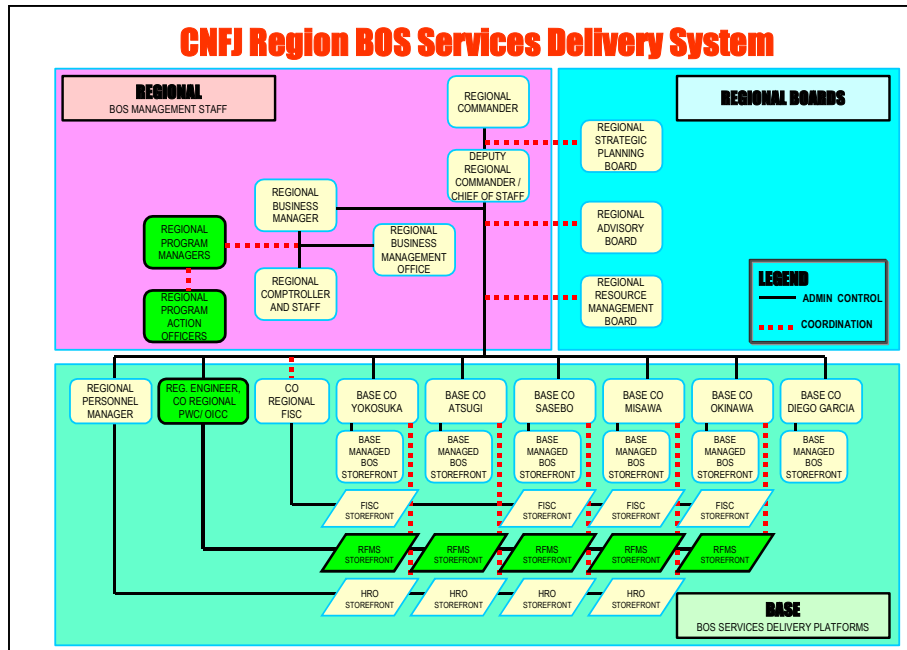 CNFJ Region BOS Services Delivery System
REGIONAL
BOS MANAGEMENT STAFF
REGIONAL
COMMANDER
DEPUTY
REGIONAL
COMMANDER /
CHIEF OF STAFF
REGIONAL
BUSINESS
MANAGER
REGIONAL
PROGRAM
MANAGERS
REGIONAL
BUSINESS
MANAGEMENT
OFFICE
REGIONAL
COMPTROLLER
AND STAFF
REGIONAL
PROGRAM
ACTION
OFFICERS
REGIONAL BOARDS
REGIONAL
STRATEGIC
PLANNING
BOARD
REGIONAL
ADVISORY
BOARD
REGIONAL
RESOURCE
MANAGEMENT
BOARD
LEGEND
ADMIN CONTROL
COORDINATION
REGIONAL
PERSONNEL
MANAGER
REG. ENGINEER,
CO REGIONAL
PWC/ OICC
CO
REGIONAL
FISC
BASE CO
YOKOSUKA
BASE CO
ATSUGI
BASE CO
SASEBO
BASE CO
MISAWA
BASE CO
OKINAWA
BASE CO
DIEGO GARCIA
BASE
MANAGED
BOS
STOREFRONT
BASE
MANAGED
BOS
STOREFRONT
BASE
MANAGED
BOS
STOREFRONT
BASE
MANAGED
BOS
STOREFRONT
BASE
MANAGED
BOS
STOREFRONT
BASE
MANAGED
BOS
STOREFRONT
FISC
STOREFRONT
FISC
STOREFRONT
FISC
STOREFRONT
FISC
STOREFRONT
RFMS
STOREFRONT
RFMS
STOREFRONT
RFMS
STOREFRONT
RFMS
STOREFRONT
RFMS
STOREFRONT
HRO
STOREFRONT
HRO
STOREFRONT
HRO
STOREFRONT
HRO
STOREFRONT
BASE
BOS SERVICES DELIVERY PLATFORMS